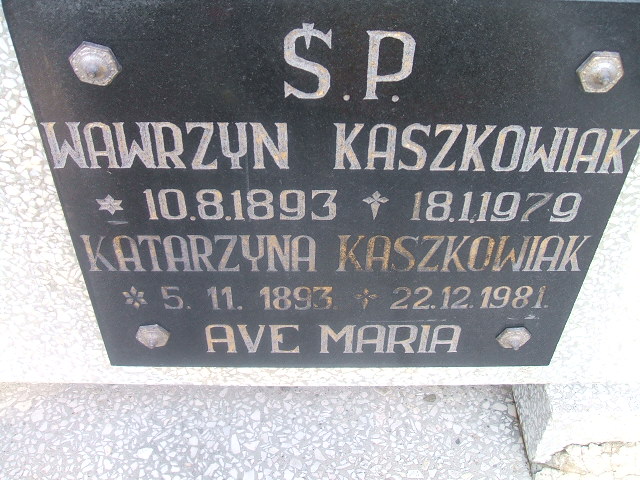 Ś.P.
WAWRZYN KASZKOWIAK
* 10.8.1893 ✝ 18.1.1979
KATARZYNA KASZKOWIAK
* 5. 11. 1893. ✝ 22.12.1981.
AVE MARIA